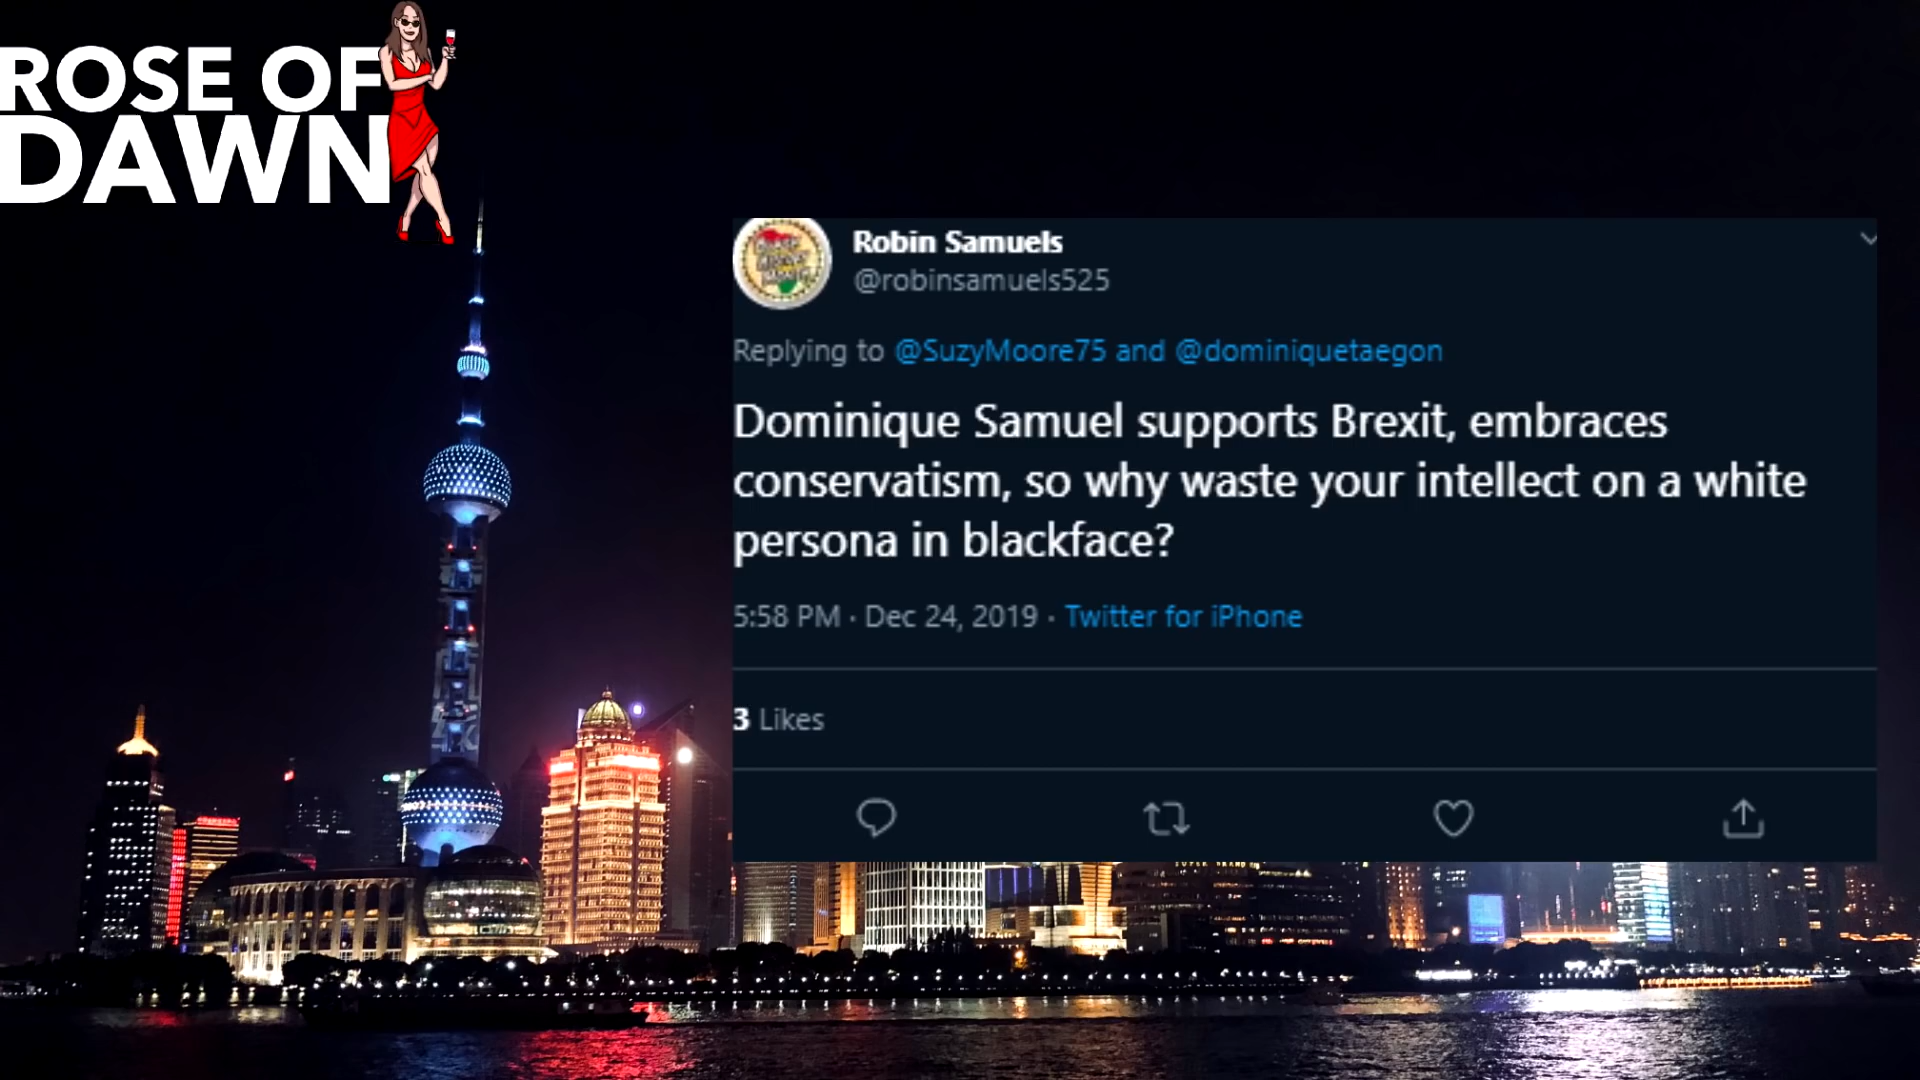 ROSE OF
DAWN
Robin Samuels
@robinsamuels525
Replying to @SuzyMoore75 and @dominiquetaegon
Dominique Samuel supports Brexit, embraces
conservatism, so why waste your intellect on a white
persona in blackface?
5:58 PM · Dec 24, 2019 · Twitter for iPhone
3 Likes